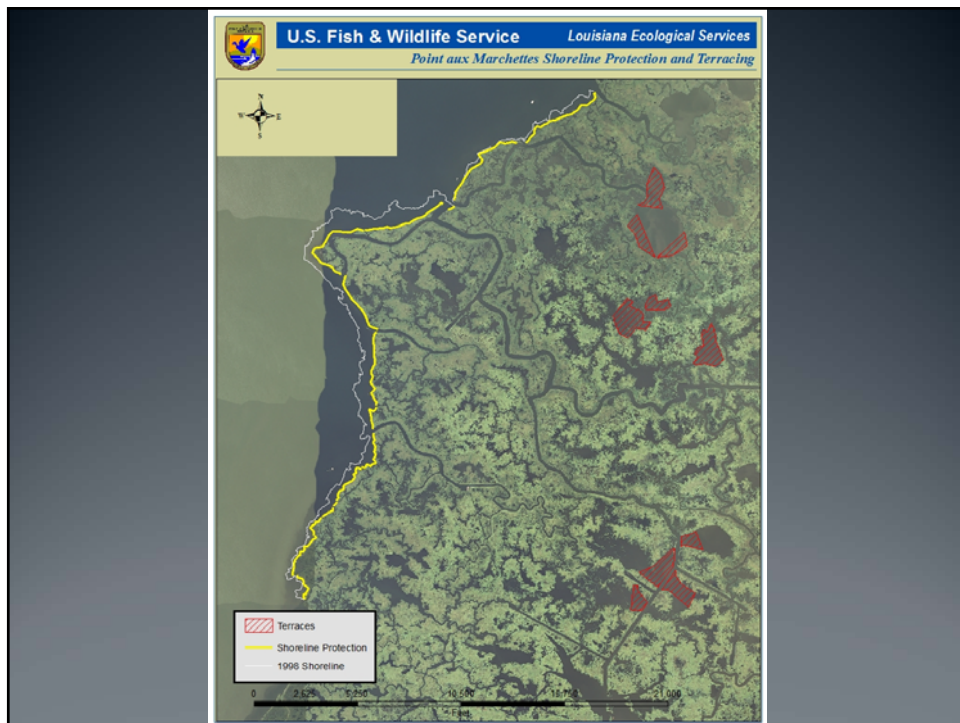 U.S. Fish & Wildlife Service
Louisiana Ecological Services
Point aux Marchettes Shoreline Protection and Terracing
N
W E
S
Terraces
Shoreline Protection
1998 Shoreline
0 2,625 5,250 10,500 15,750 21,000
Feet